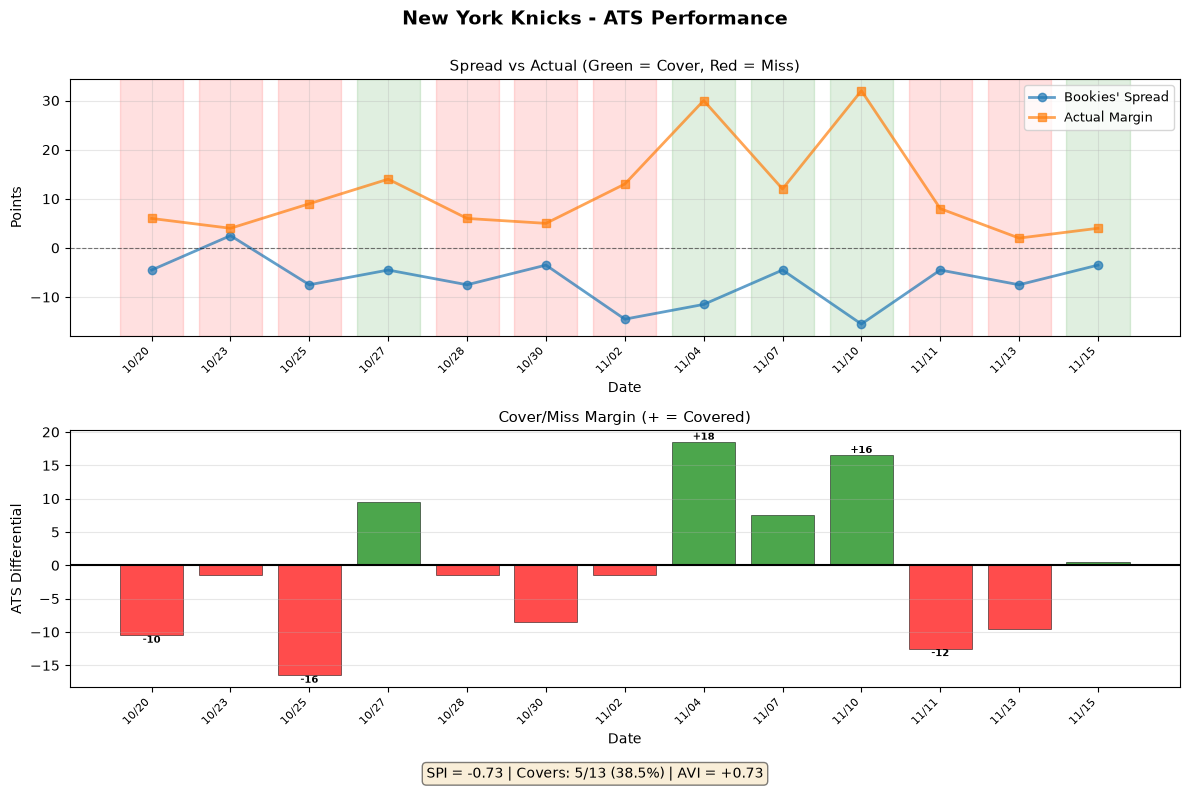 New York Knicks - ATS Performance
Spread vs Actual (Green = Cover, Red = Miss)
Points
30
20
10
0
−10
Bookies' Spread
Actual Margin
10/20 10/23 10/25 10/27 10/28 10/30 11/02 11/04 11/07 11/10 11/11 11/13 11/15
Date
Cover/Miss Margin (+ = Covered)
ATS Differential
20
15
10
5
0
−5
−10
−15
-10
-16
+18
+16
-12
10/20 10/23 10/25 10/27 10/28 10/30 11/02 11/04 11/07 11/10 11/11 11/13 11/15
Date
SPI = -0.73 | Covers: 5/13 (38.5%) | AVI = +0.73